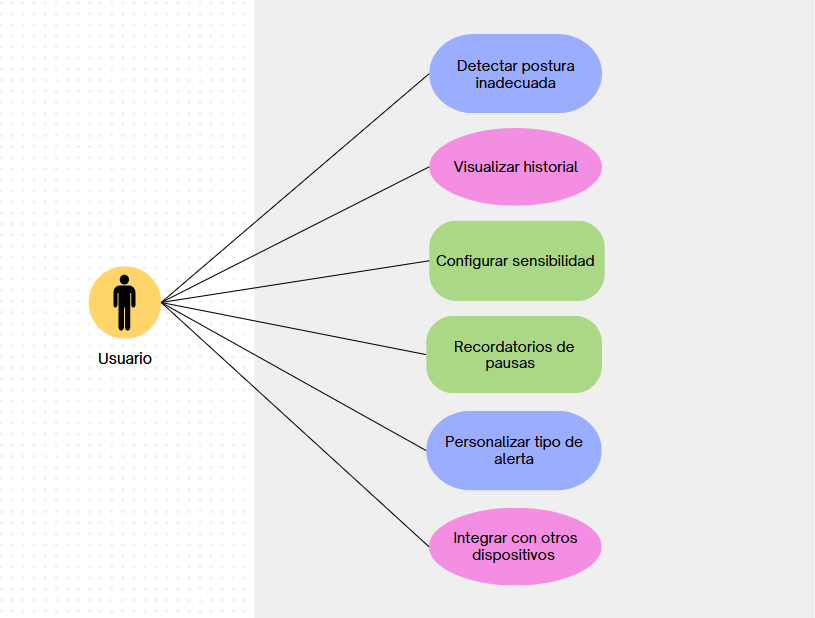 Detectar postura
inadecuada
Visualizar historial
Configurar sensibilidad
Recordatorios de
pausas
Usuario
Personalizar tipo de
alerta
Integrar con otros
dispositivos